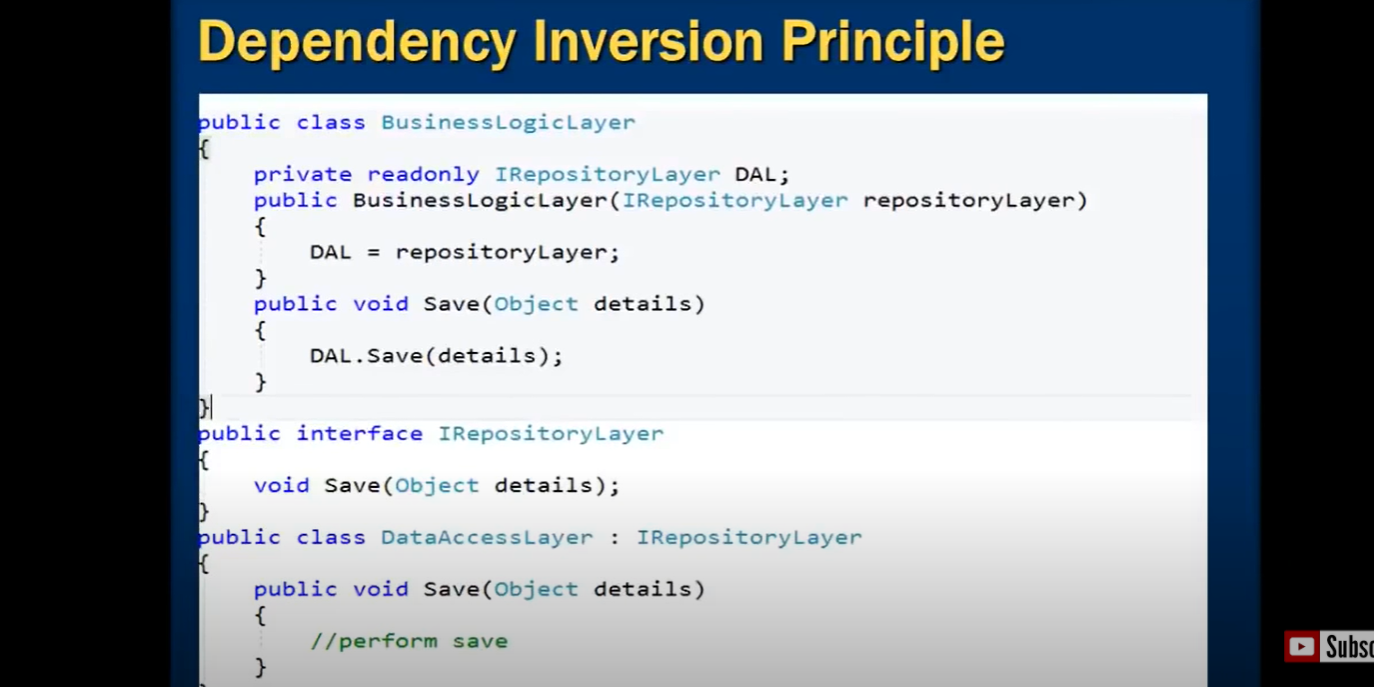 Dependency Inversion Principle
public class BusinessLogicLayer
{
    private readonly IRepositoryLayer DAL;
    public BusinessLogicLayer(IRepositoryLayer repositoryLayer)
    {
        DAL = repositoryLayer;
    }
    public void Save(Object details)
    {
        DAL.Save(details);
    }
}
public interface IRepositoryLayer
{
    void Save(Object details);
}
public class DataAccessLayer : IRepositoryLayer
{
    public void Save(Object details)
    {
        //perform save
    }
Subsc